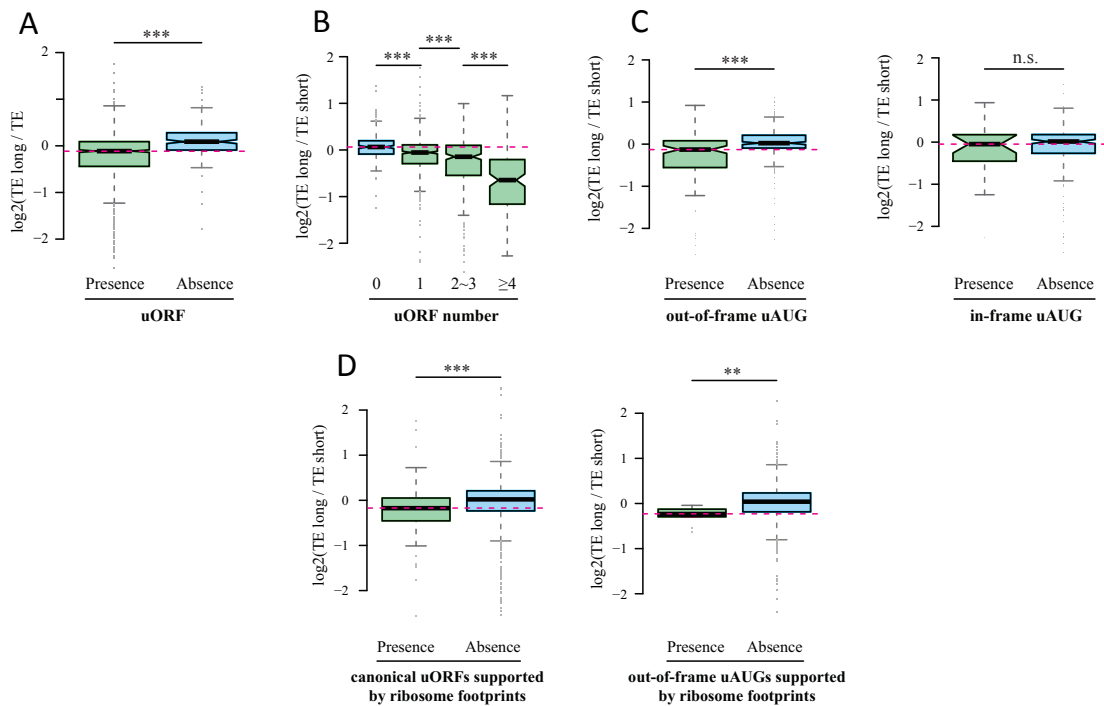 A
***
log2(TE long / TE
2
1
0
−1
−2
Presence
Absence
uORF
B
***
***
***
log2(TE long / TE short)
2
1
0
−1
−2
0
1
2~3
≥4
uORF number
C
***
log2(TE long / TE short)
2
1
0
−1
−2
Presence
Absence
out-of-frame uAUG
n.s.
log2(TE long / TE short)
2
1
0
−1
−2
Presence
Absence
in-frame uAUG
D
***
log2(TE long / TE short)
2
1
0
−1
−2
Presence
Absence
canonical uORFs supported
by ribosome footprints
**
log2(TE long / TE short)
2
1
0
−1
−2
Presence
Absence
out-of-frame uAUGs supported
by ribosome footprints